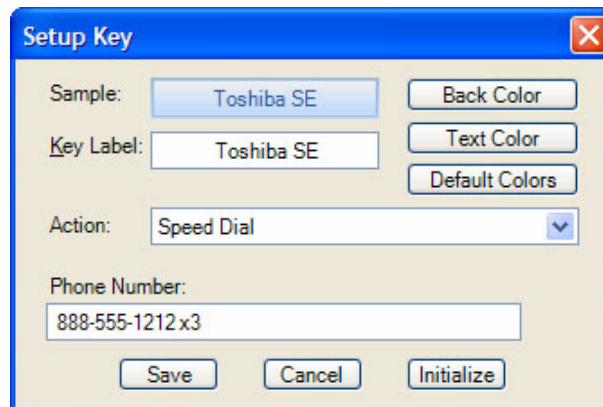 Setup Key
Sample: Toshiba SE Back Color
Key Label: Toshiba SE Text Color
Default Colors
Action: Speed Dial
Phone Number:
888-555-1212 x3
Save Cancel Initialize